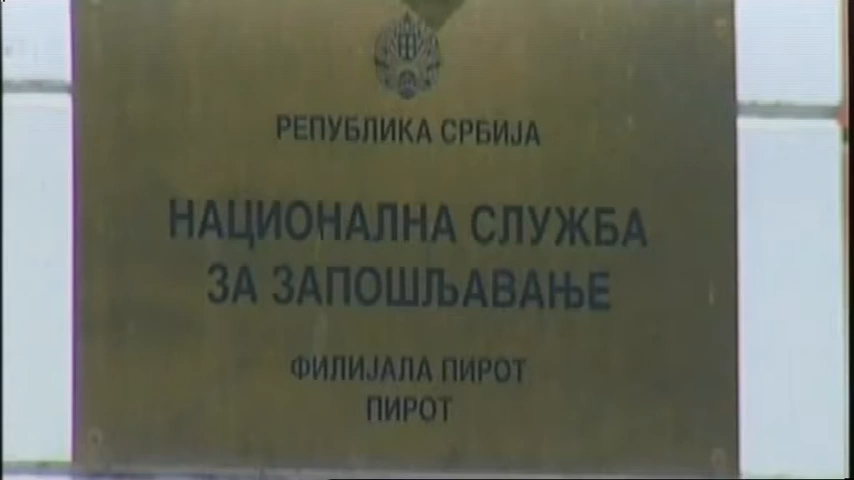 РЕПУБЛИКА СРБИЈА
НАЦИОНАЛНА СЛУЖБА
ЗА ЗАПОШЉАВАЊЕ
ФИЛИЈАЛА ПИРОТ
ПИРОТ